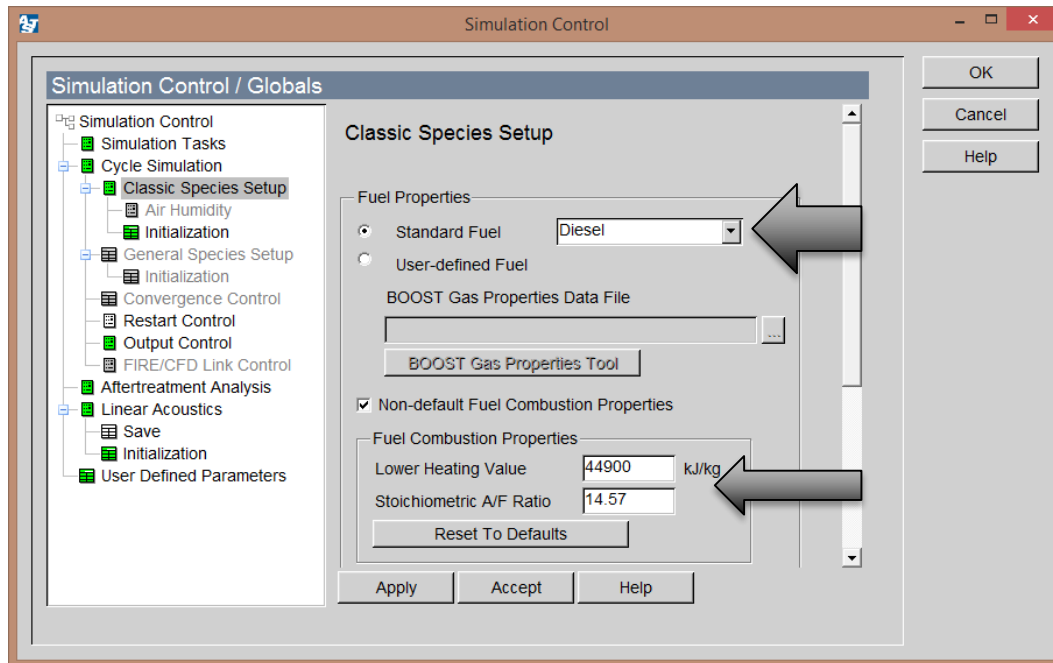 Simulation Control
Simulation Control / Globals
Simulation Control
Simulation Tasks
Cycle Simulation
Classic Species Setup
Air Humidity
Initialization
General Species Setup
Initialization
Convergence Control
Restart Control
Output Control
FIRE/CFD Link Control
Aftertreatment Analysis
Linear Acoustics
Save
Initialization
User Defined Parameters
Classic Species Setup
Fuel Properties
Standard Fuel Diesel
User-defined Fuel
BOOST Gas Properties Data File
...
BOOST Gas Properties Tool
Non-default Fuel Combustion Properties
Fuel Combustion Properties
Lower Heating Value 44900 kJ/kg
Stoichiometric A/F Ratio 14.57
Reset To Defaults
Apply Accept Help
OK
Cancel
Help